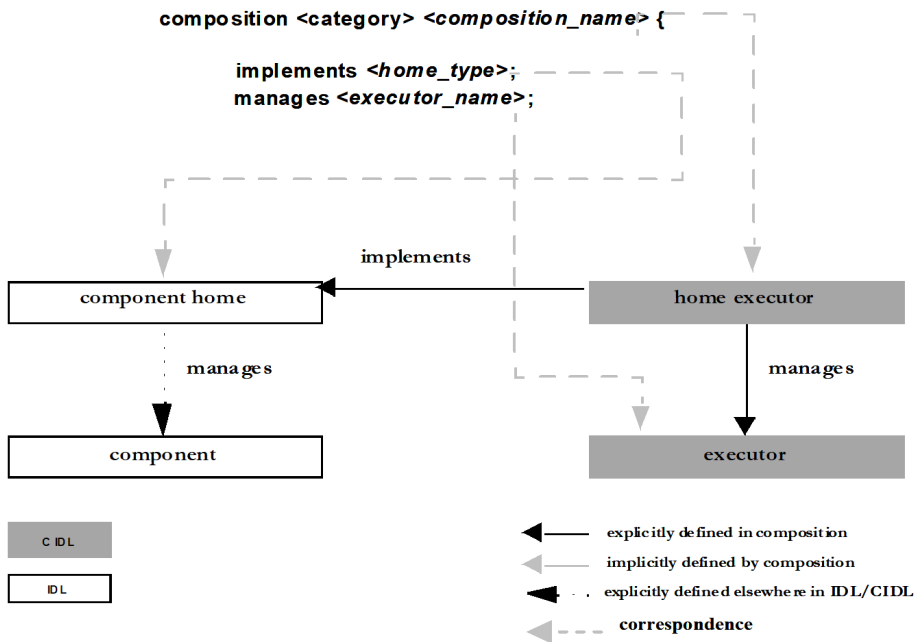 composition <category> <composition_name> {
implements <home_type>;
manages <executor_name>;
implements
component home
home executor
manages
manages
component
executor
CIDL
IDL
explicitly defined in composition
implicitly defined by composition
explicitly defined elsewhere in IDL/CIDL
correspondence